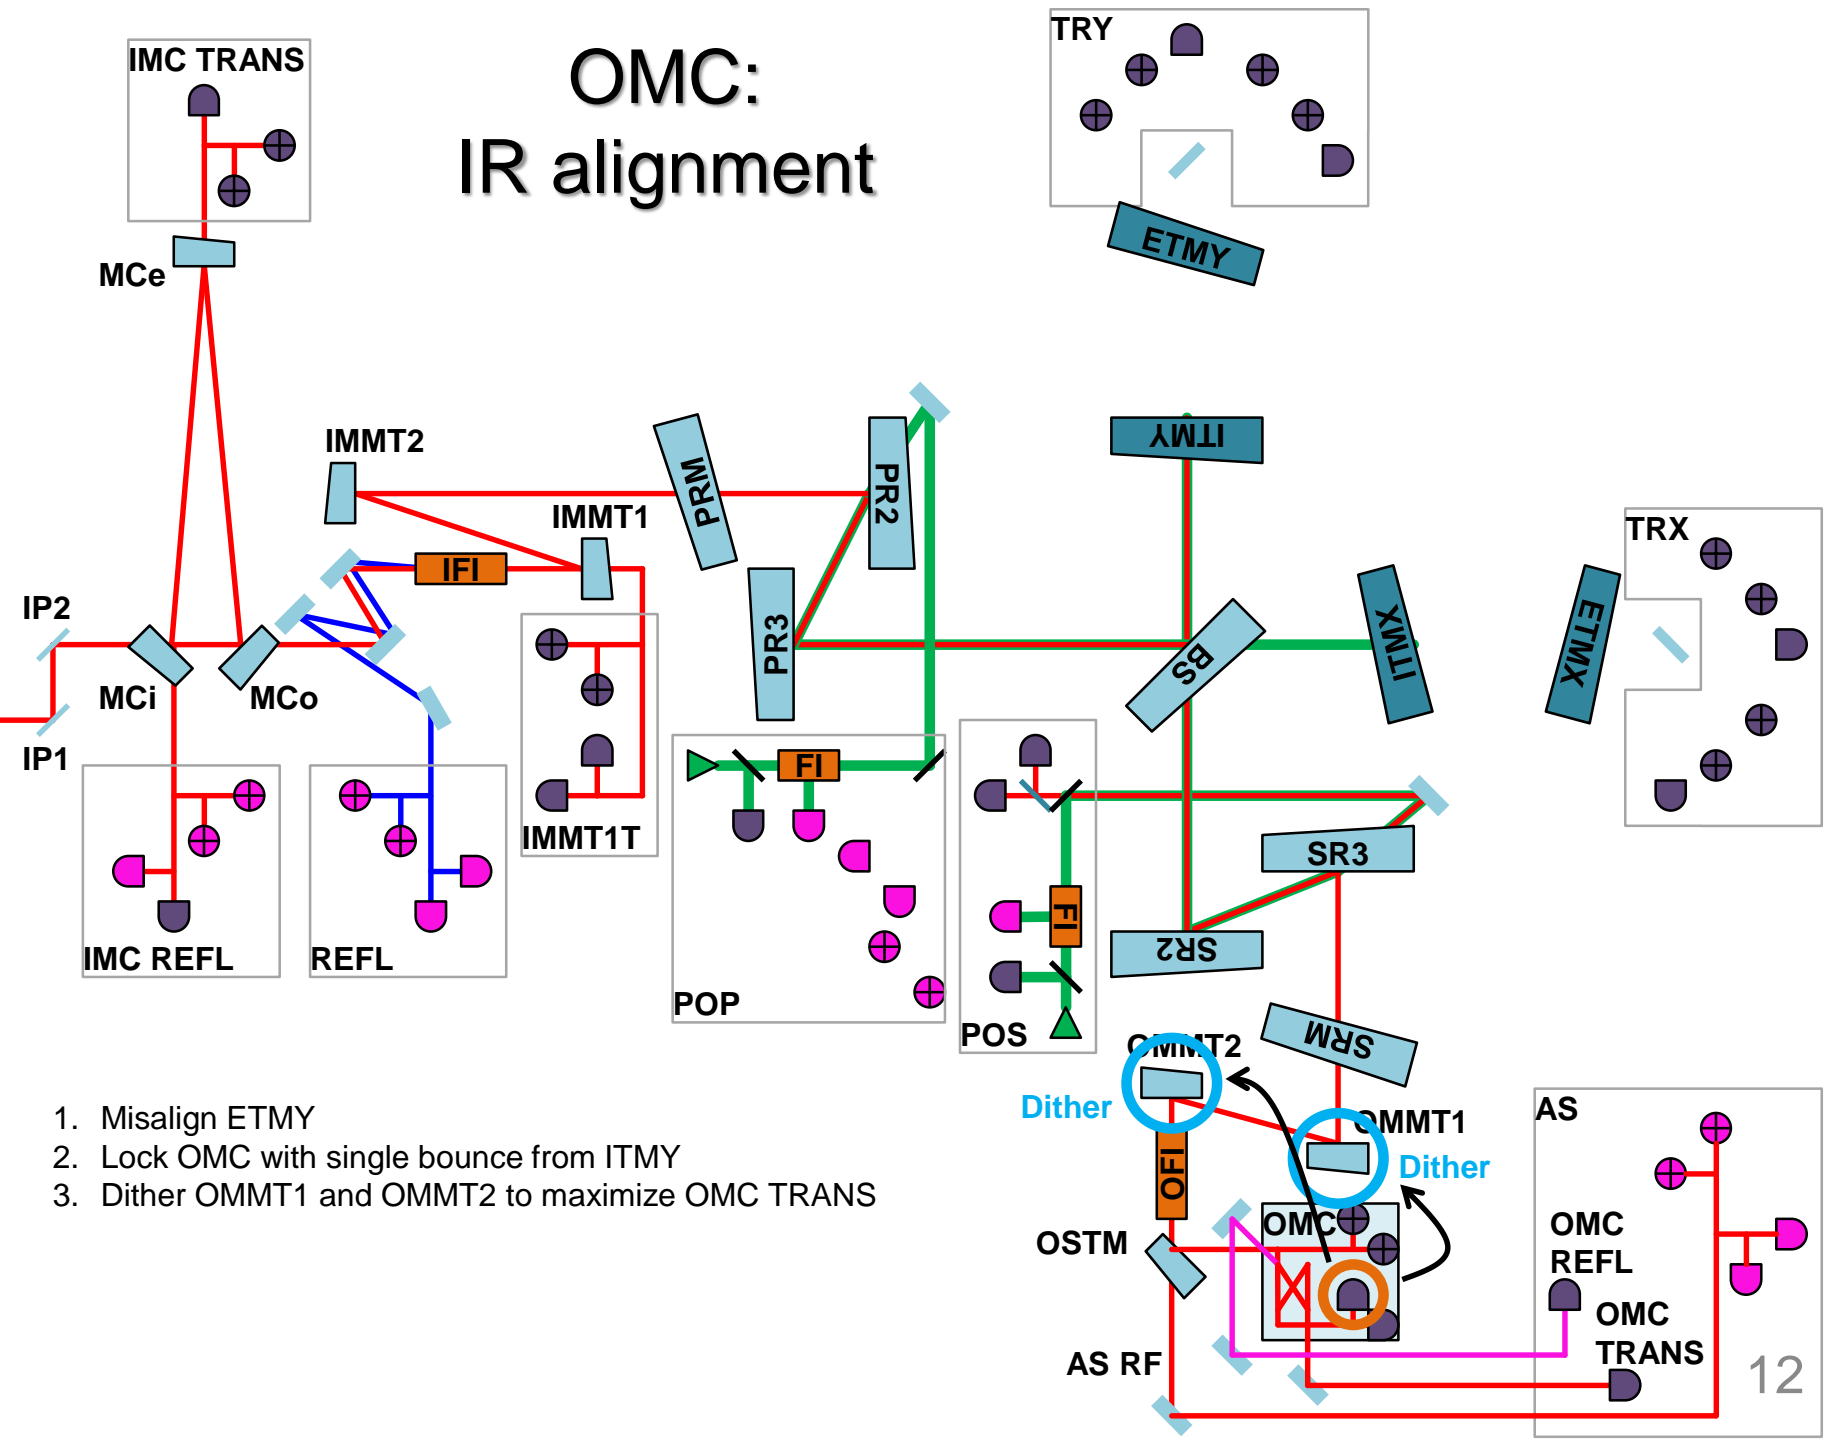 OMC:
IR alignment
IMC TRANS
TRY
MCe
ETMY
IMMT2
PRM
PR2
ITMY
IMMT1
TRX
IFI
ITMX
ETMX
IP2
PR3
BS
MCi
MCo
IP1
FI
IMMT1T
SR3
FI
IMC REFL
REFL
SR2
POP
POS
SRM
OMMT2
Dither
OMMT1
AS
1. Misalign ETMY
2. Lock OMC with single bounce from ITMY
3. Dither OMMT1 and OMMT2 to maximize OMC TRANS
OFI
Dither
OSTM
OMC
OMC
REFL
OMC
TRANS
AS RF
12